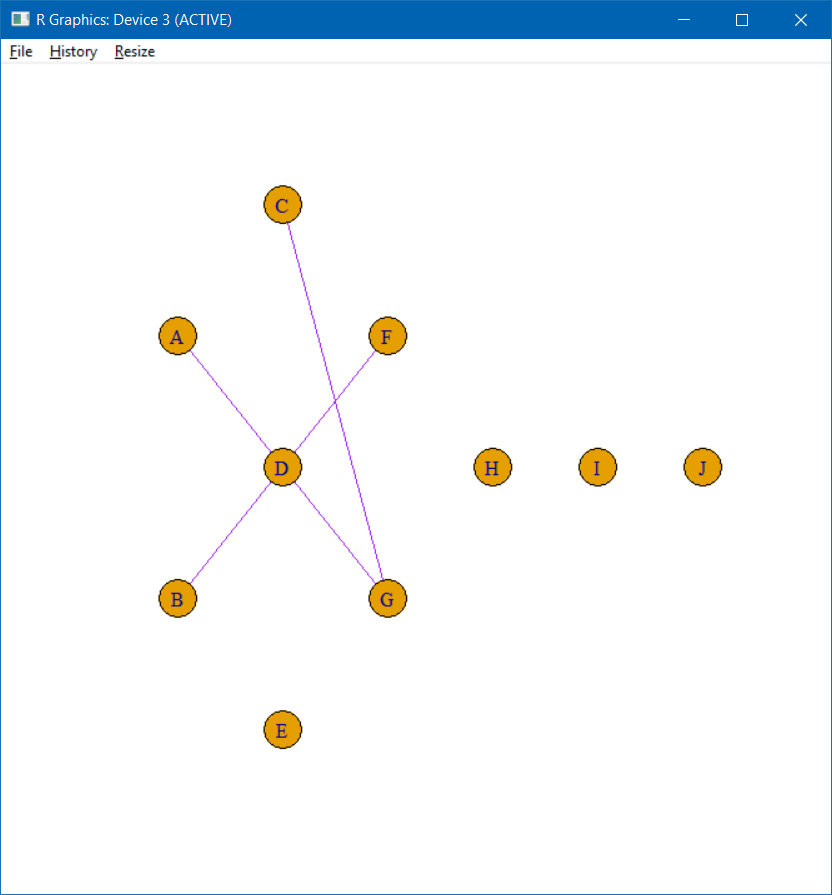 R Graphics: Device 3 (ACTIVE)
File History Resize
C
A F
D H I J
B G
E